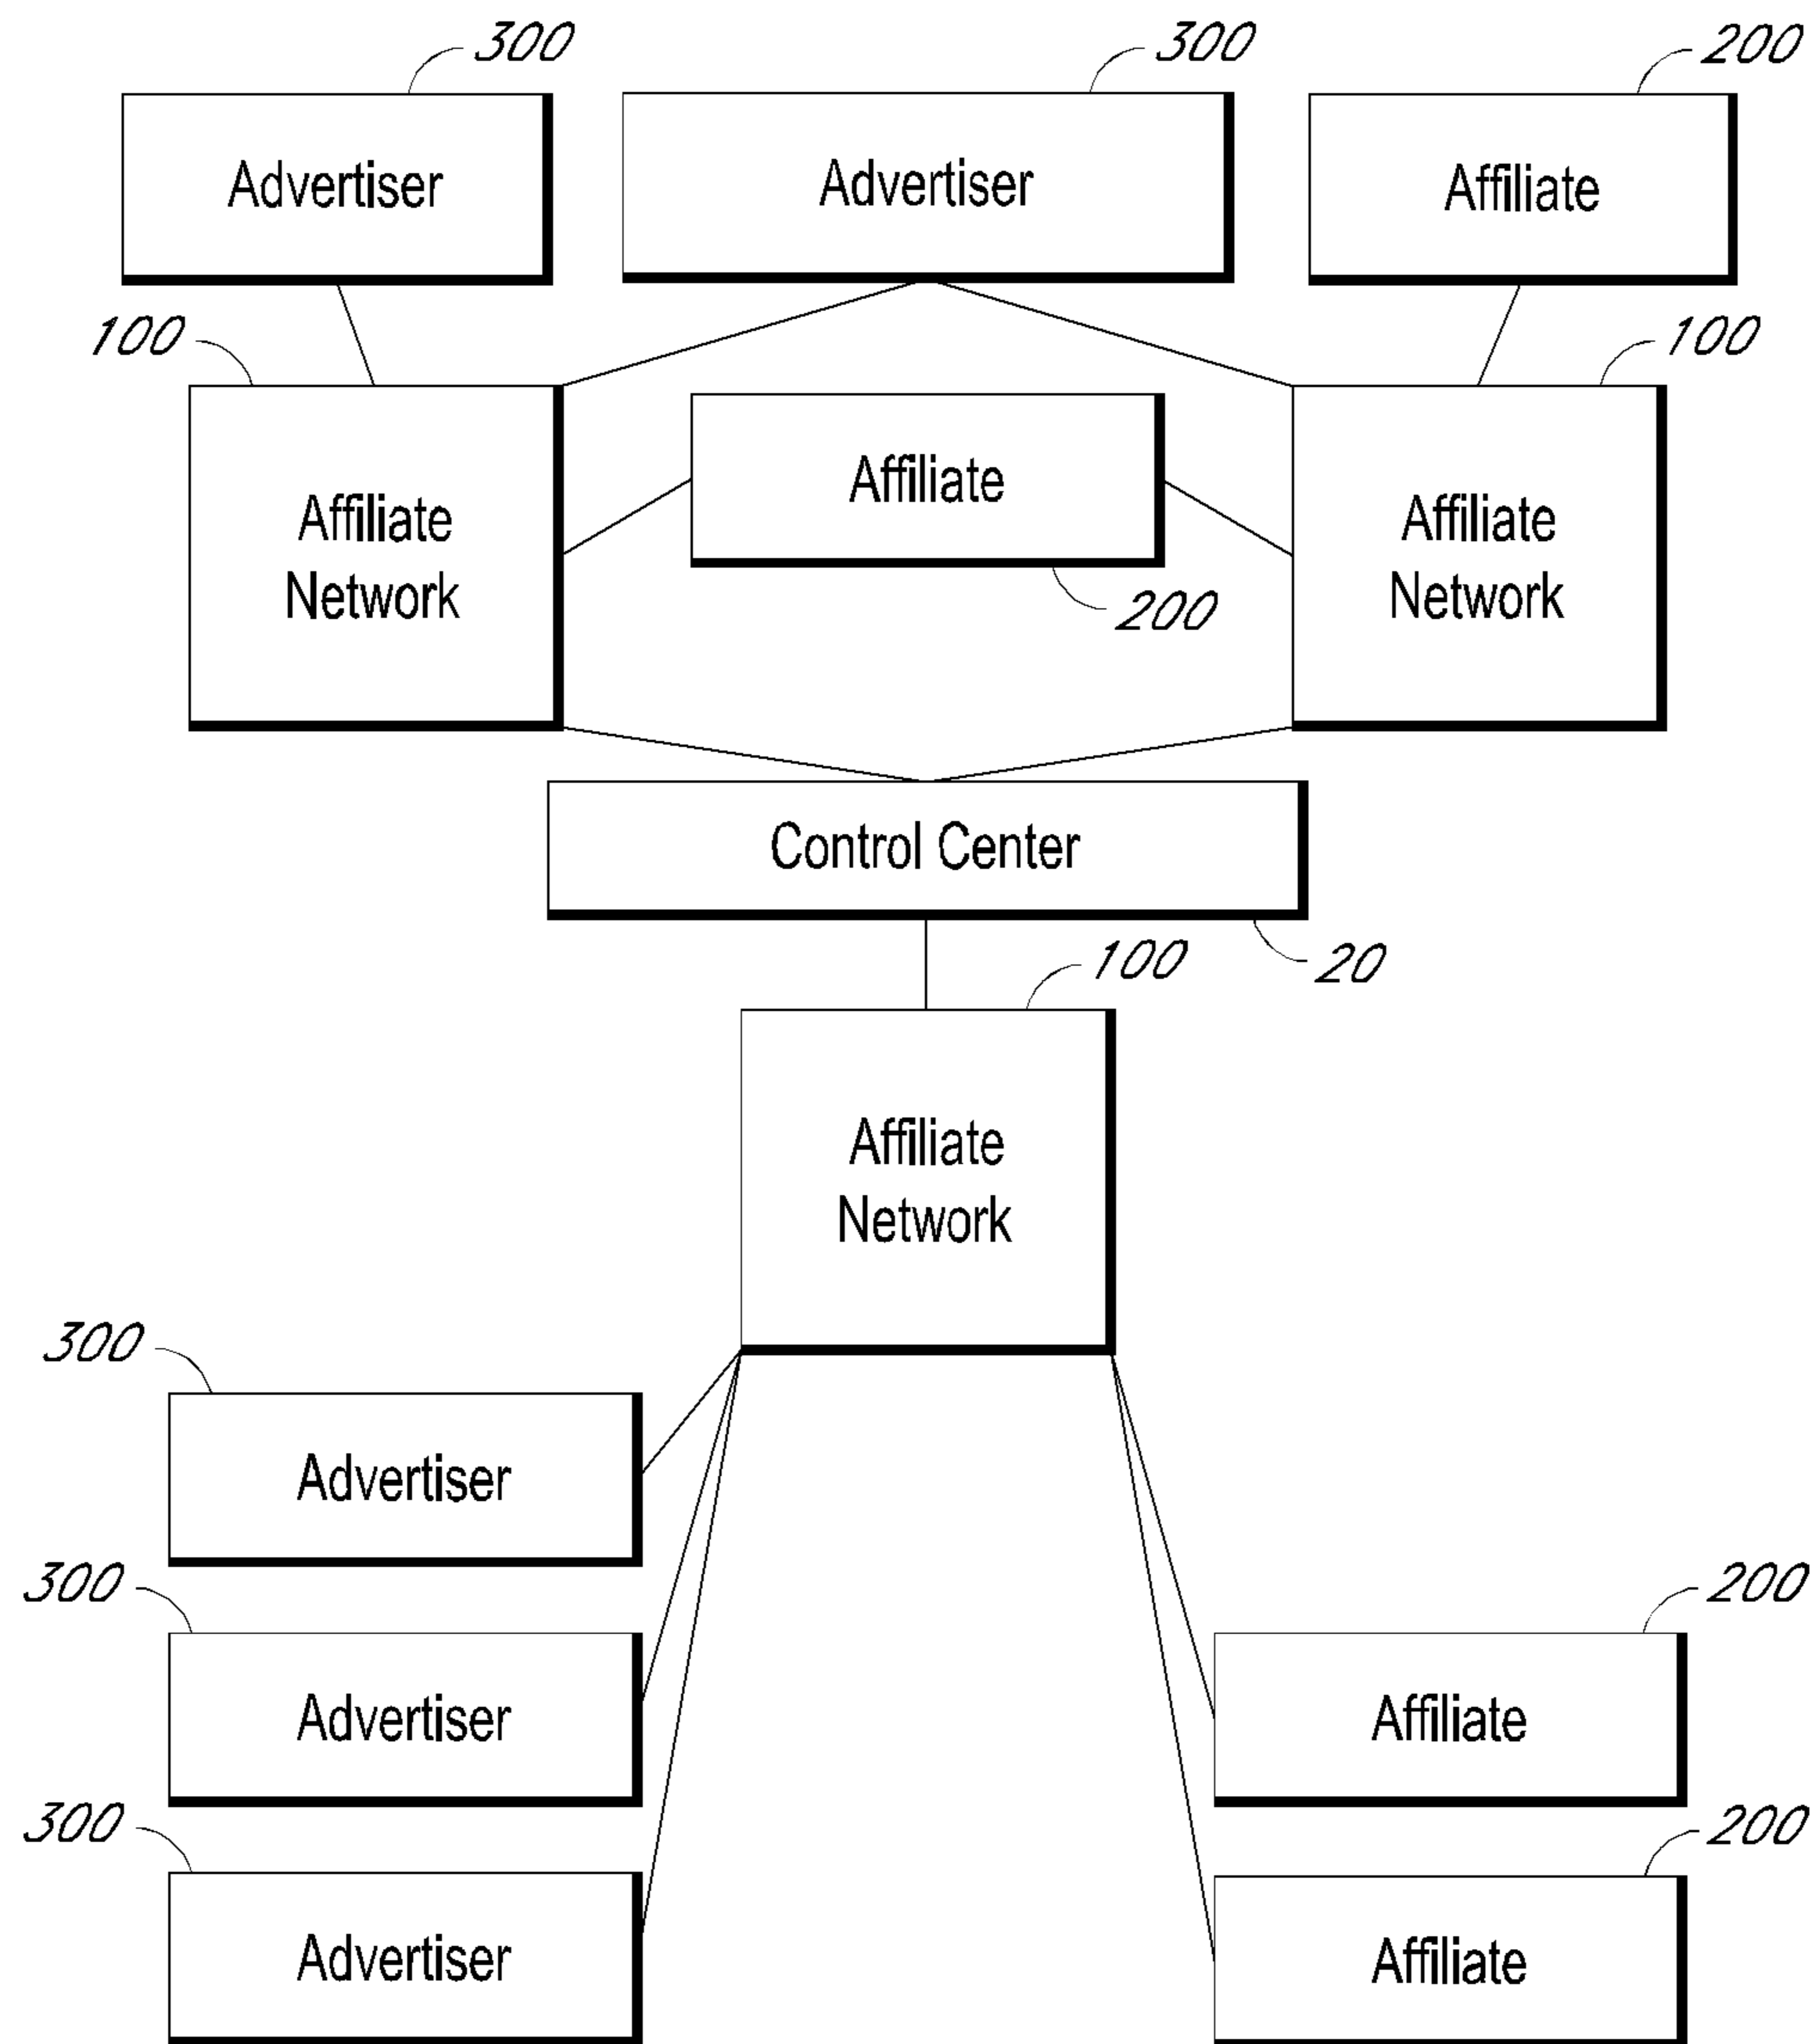 300
300
200
Advertiser
Advertiser
Affiliate
100
100
Affiliate
Network
Affiliate
Affiliate
Network
200
Control Center
100
20
Affiliate
Network
300
Advertiser
300
200
Advertiser
Affiliate
300
200
Advertiser
Affiliate